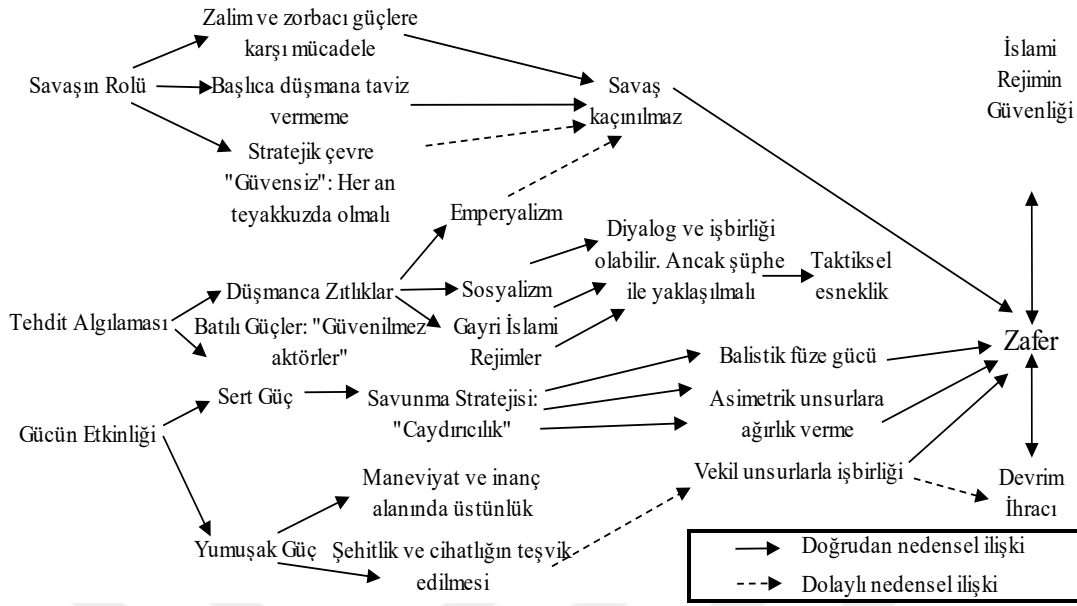 Zalim ve zorbacı güçlere
karşı mücadele
Savaşın Rolü
Başlıca düşmana taviz
vermeme
Stratejik çevre
"Güvensiz": Her an
teyakkuzda olmalı
Savaş
kaçınılmaz
İslami
Rejimin
Güvenliği
Tehdit Algılaması
Düşmanca Zıtlıklar
Batılı Güçler: "Güvenilmez
aktörler"
Emperyalizm
Sosyalizm
Gayri İslami
Rejimler
Diyalog ve işbirliği
olabilir. Ancak şüphe
ile yaklaşılmalı
Taktiksel
esneklik
Zafer
Gücün Etkinliği
Sert Güç
Savunma Stratejisi:
"Caydırıcılık"
Balistik füze gücü
Asimetrik unsurlara
ağırlık verme
Vekil unsurlarla işbirliği
Yumuşak Güç
Maneviyat ve inanç
alanında üstünlük
Şehitlik ve cihatlığın teşvik
edilmesi
Devrim
İhracı
Doğrudan nedensel ilişki
Dolaylı nedensel ilişki